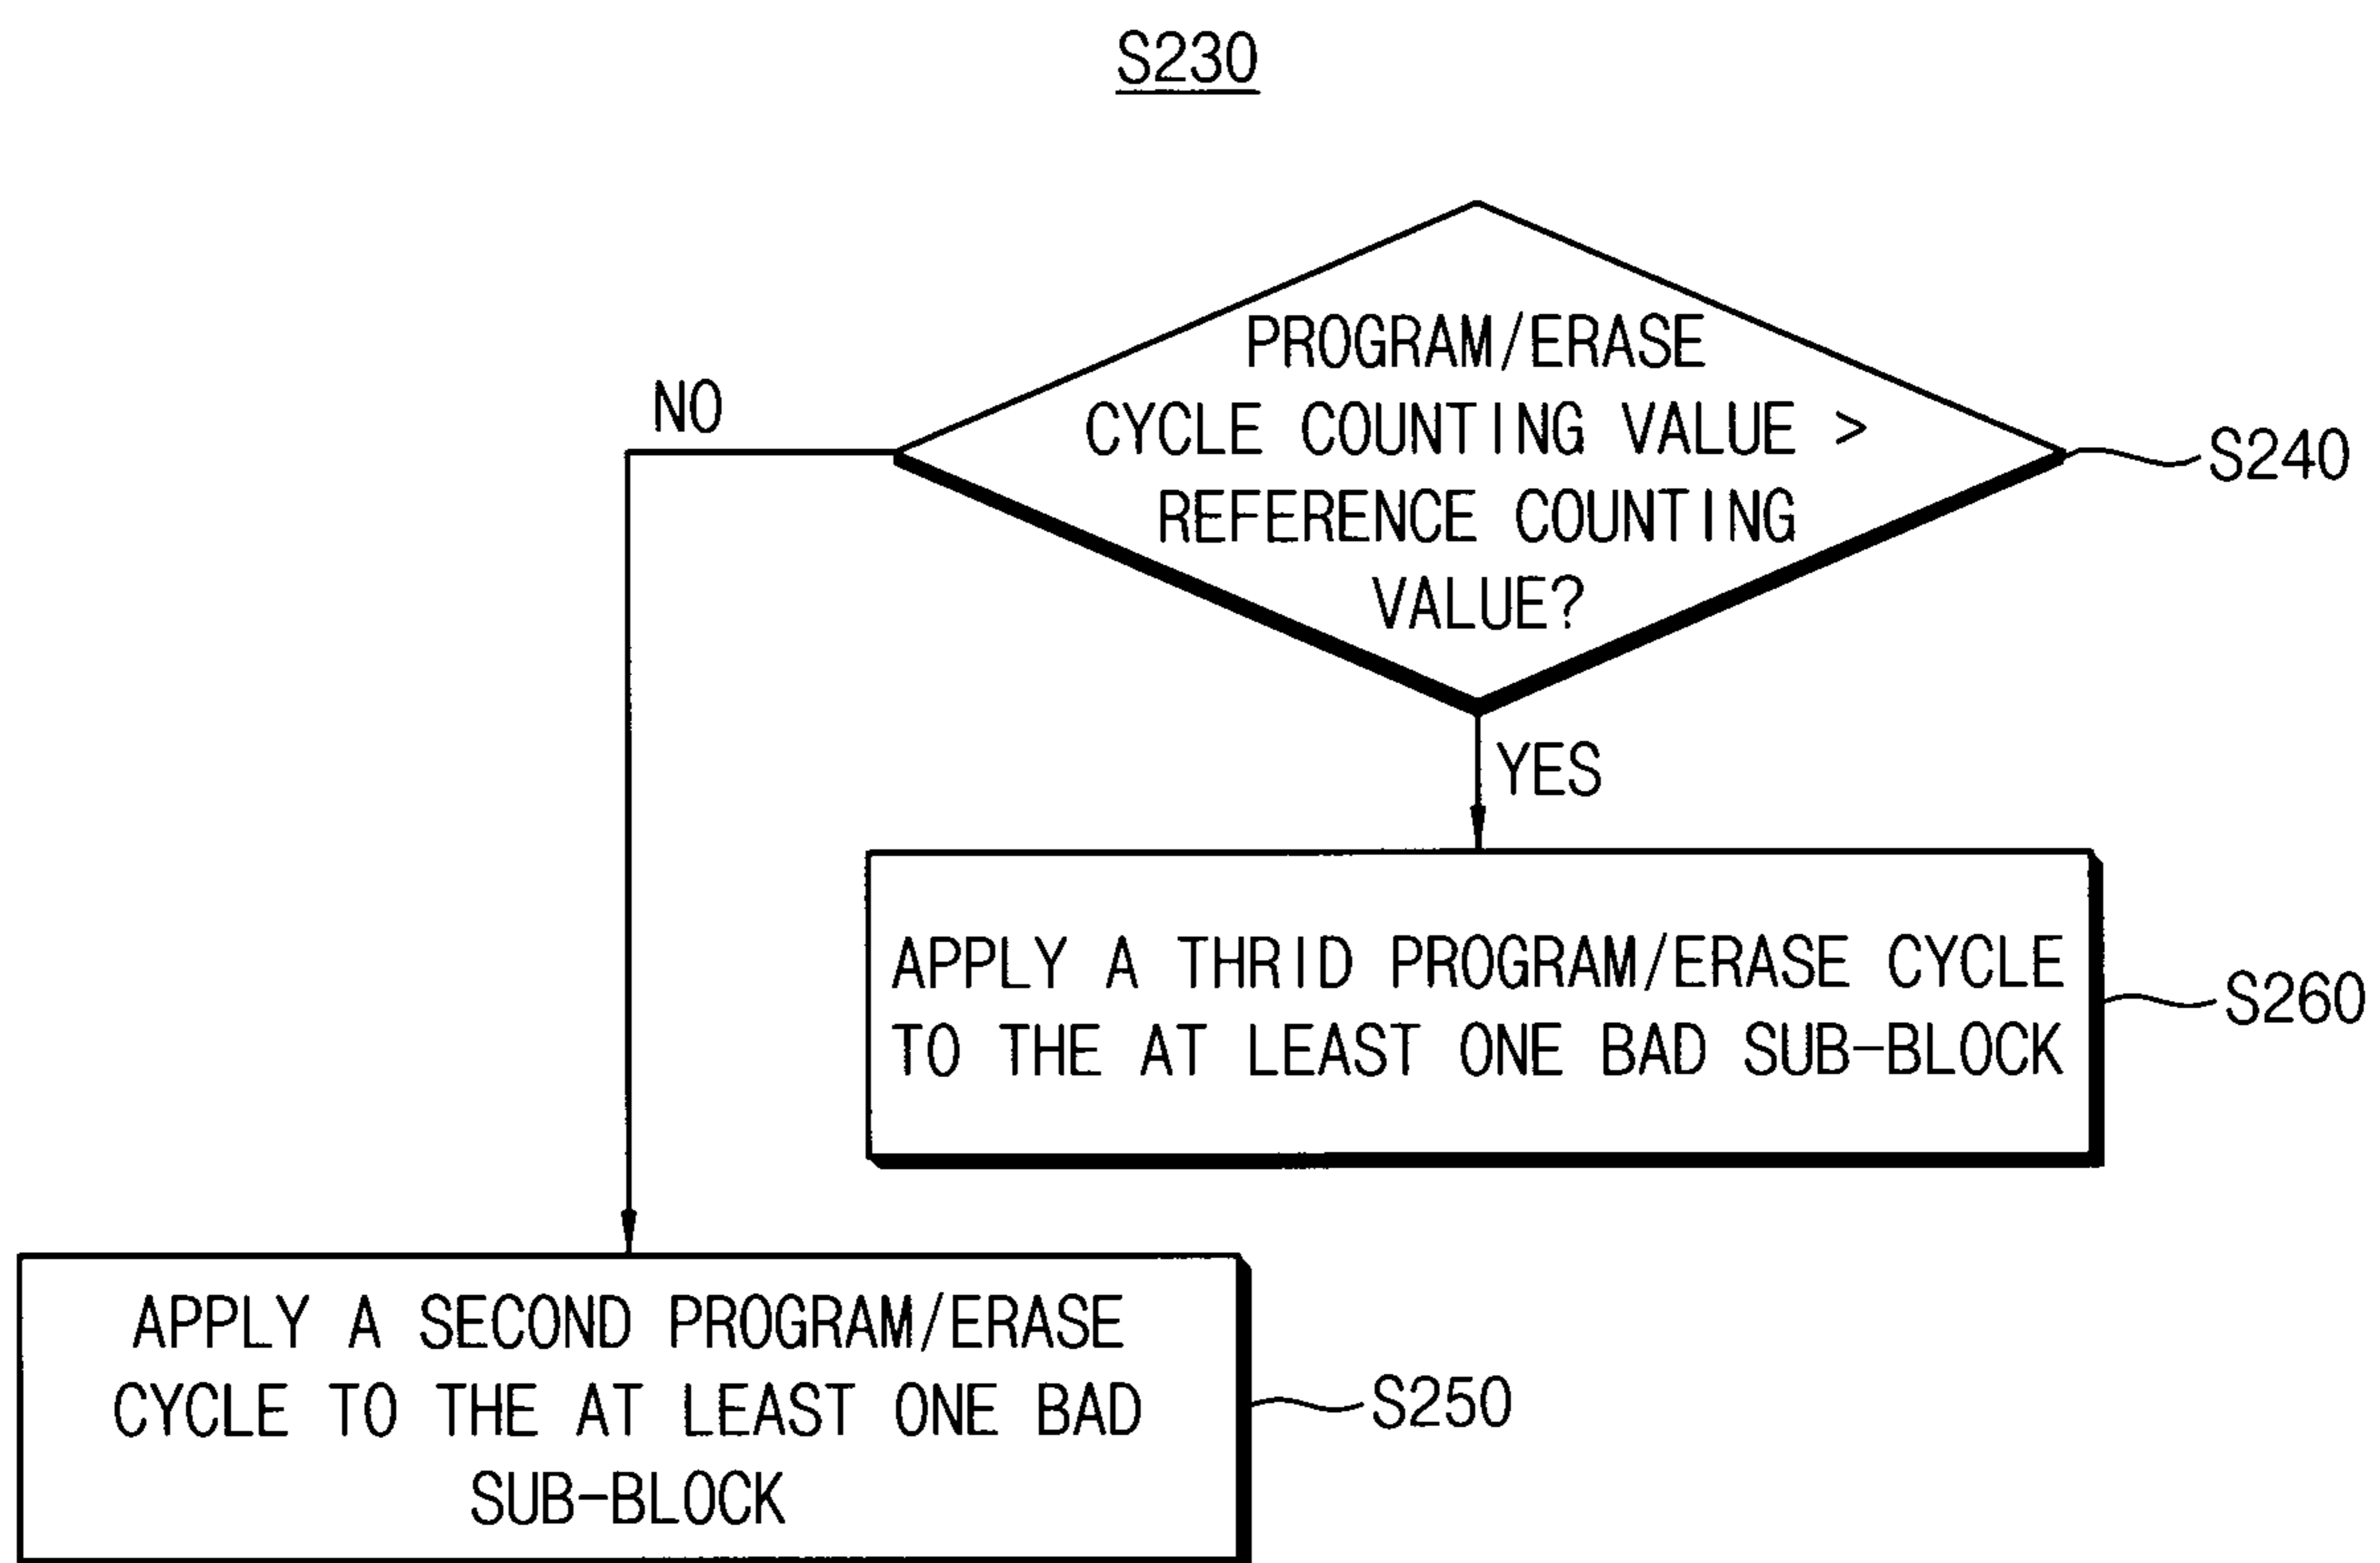 S230
PROGRAM/ERASE
CYCLE COUNTING VALUE >
REFERENCE COUNTING
VALUE?
S240
NO
YES
APPLY A THRID PROGRAM/ERASE CYCLE
TO THE AT LEAST ONE BAD SUB-BLOCK
S260
APPLY A SECOND PROGRAM/ERASE
CYCLE TO THE AT LEAST ONE BAD
SUB-BLOCK
S250